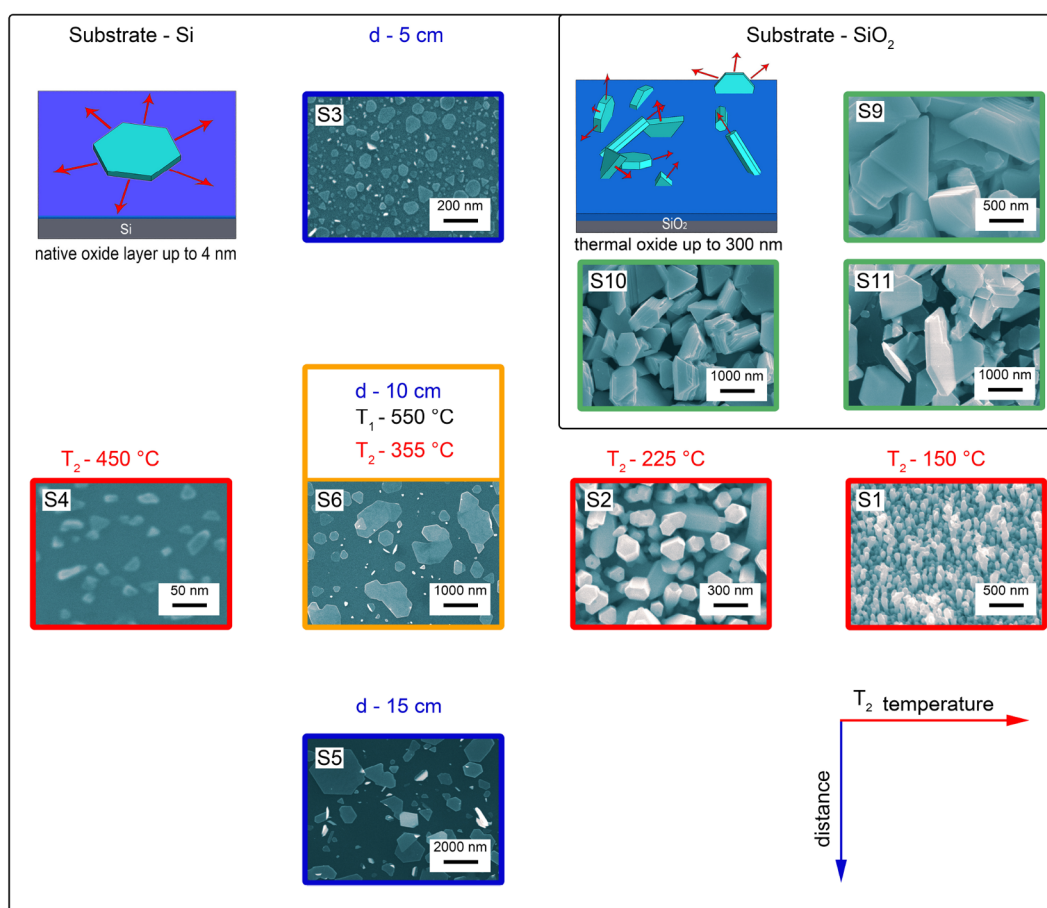 Substrate - Si
d - 5 cm
Substrate - SiO₂
S3
200 nm
Si
native oxide layer up to 4 nm
SiO₂
thermal oxide up to 300 nm
S9
500 nm
S10
1000 nm
S11
1000 nm
d - 10 cm
T₁ - 550 °C
T₂ - 355 °C
T₂ - 450 °C
T₂ - 225 °C
T₂ - 150 °C
S4
50 nm
S6
1000 nm
S2
300 nm
S1
500 nm
d - 15 cm
S5
2000 nm
T₂ temperature
distance